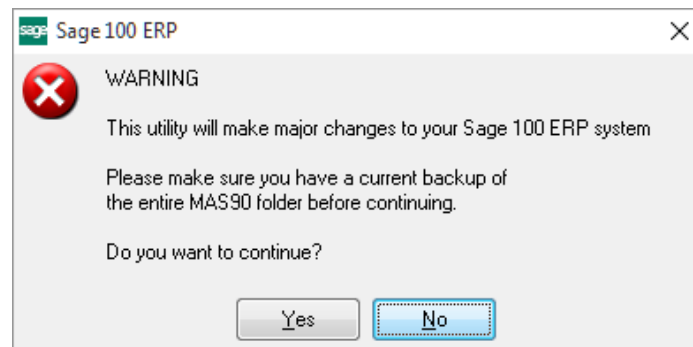 sage Sage 100 ERP
WARNING
This utility will make major changes to your Sage 100 ERP system
Please make sure you have a current backup of
the entire MAS90 folder before continuing.
Do you want to continue?
Yes No